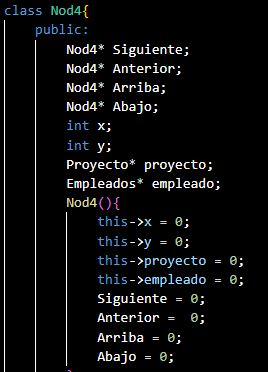 class Nod4{
public:
Nod4* Siguiente;
Nod4* Anterior;
Nod4* Arriba;
Nod4* Abajo;
int x;
int y;
Proyecto* proyecto;
Empleados* empleado;
Nod4(){
this->x = 0;
this->y = 0;
this->proyecto = 0;
this->empleado = 0;
Siguiente = 0;
Anterior =  0;
Arriba = 0;
Abajo = 0;